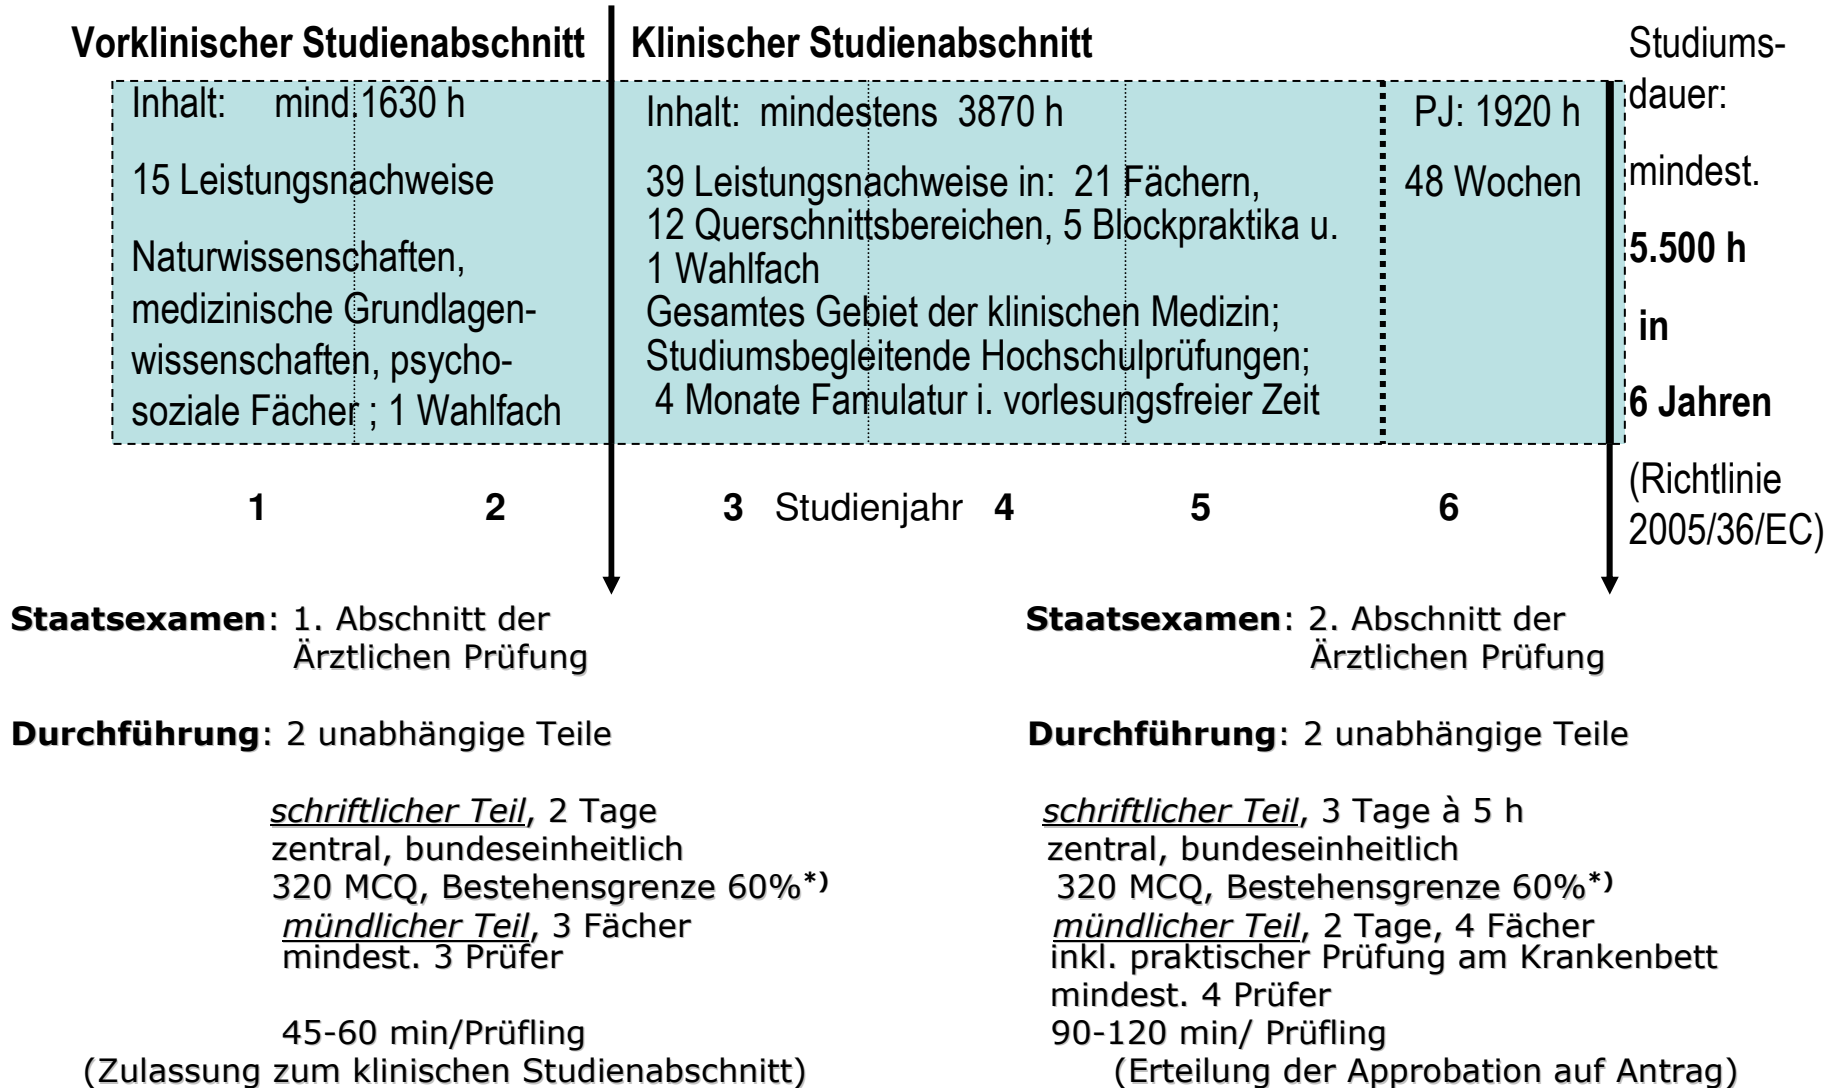 Vorklinischer Studienabschnitt
Inhalt: mind.1630 h
15 Leistungsnachweise
Naturwissenschaften,
medizinische Grundlagen-
wissenschaften, psycho-
soziale Fächer ; 1 Wahlfach
Klinischer Studienabschnitt
Inhalt: mindestens 3870 h
39 Leistungsnachweise in: 21 Fächern,
12 Querschnittsbereichen, 5 Blockpraktika u.
1 Wahlfach
Gesamtes Gebiet der klinischen Medizin;
Studiumsbegleitende Hochschulprüfungen;
4 Monate Famulatur i. vorlesungsfreier Zeit
PJ: 1920 h
48 Wochen
Studiums-
dauer:
mindest.
5.500 h
in
6 Jahren
(Richtlinie
2005/36/EC)
1 2 3 Studienjahr 4 5 6
Staatsexamen: 1. Abschnitt der
Ärztlichen Prüfung
Durchführung: 2 unabhängige Teile
schriftlicher Teil, 2 Tage
zentral, bundeseinheitlich
320 MCQ, Bestehensgrenze 60%*)
mündlicher Teil, 3 Fächer
mindest. 3 Prüfer
45-60 min/Prüfling
(Zulassung zum klinischen Studienabschnitt)
Staatsexamen: 2. Abschnitt der
Ärztlichen Prüfung
Durchführung: 2 unabhängige Teile
schriftlicher Teil, 3 Tage à 5 h
zentral, bundeseinheitlich
320 MCQ, Bestehensgrenze 60%*)
mündlicher Teil, 2 Tage, 4 Fächer
inkl. praktischer Prüfung am Krankenbett
mindest. 4 Prüfer
90-120 min/ Prüfling
(Erteilung der Approbation auf Antrag)